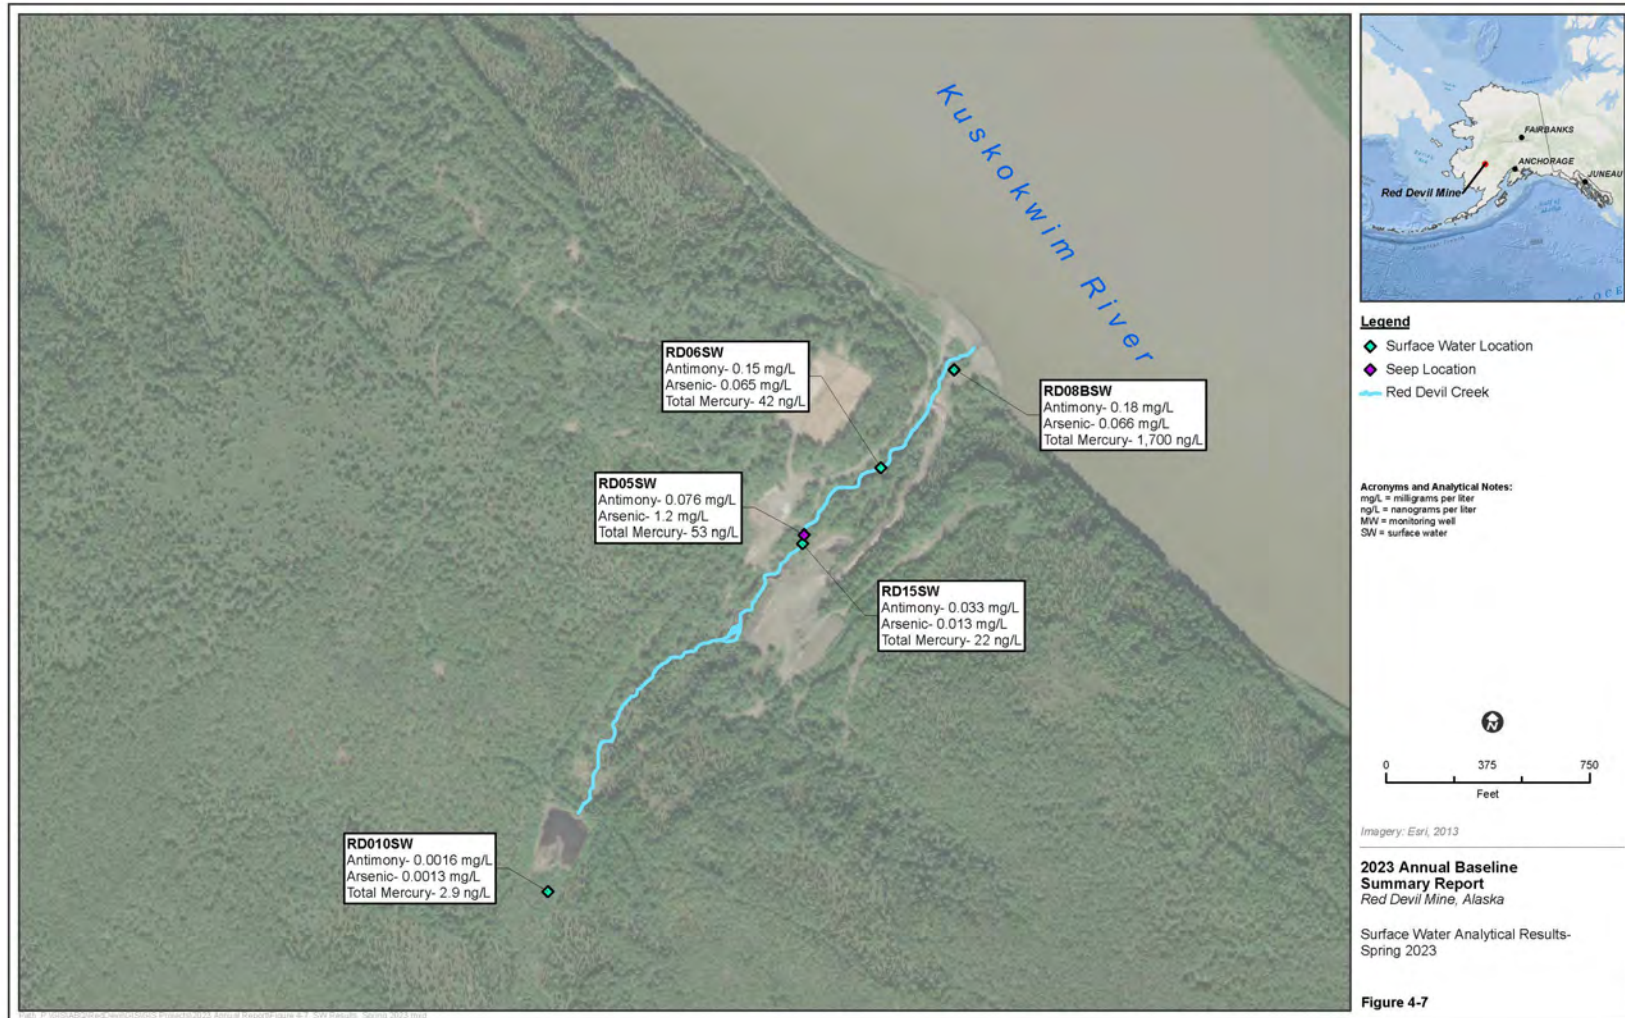 Kuskokwim River
RD06SW
Antimony- 0.15 mg/L
Arsenic- 0.065 mg/L
Total Mercury- 42 ng/L
RD08BSW
Antimony- 0.18 mg/L
Arsenic- 0.066 mg/L
Total Mercury- 1,700 ng/L
RD05SW
Antimony- 0.076 mg/L
Arsenic- 1.2 mg/L
Total Mercury- 53 ng/L
RD15SW
Antimony- 0.033 mg/L
Arsenic- 0.013 mg/L
Total Mercury- 22 ng/L
RD010SW
Antimony- 0.0016 mg/L
Arsenic- 0.0013 mg/L
Total Mercury- 2.9 ng/L
FAIRBANKS
ANCHORAGE
JUNEAU
Red Devil Mine
Legend
Surface Water Location
Seep Location
Red Devil Creek
Acronyms and Analytical Notes:
mg/L = milligrams per liter
ng/L = nanograms per liter
MW = monitoring well
SW = surface water
N
0 375 750
Feet
Imagery: Esri, 2013
2023 Annual Baseline
Summary Report
Red Devil Mine, Alaska
Surface Water Analytical Results-
Spring 2023
Figure 4-7